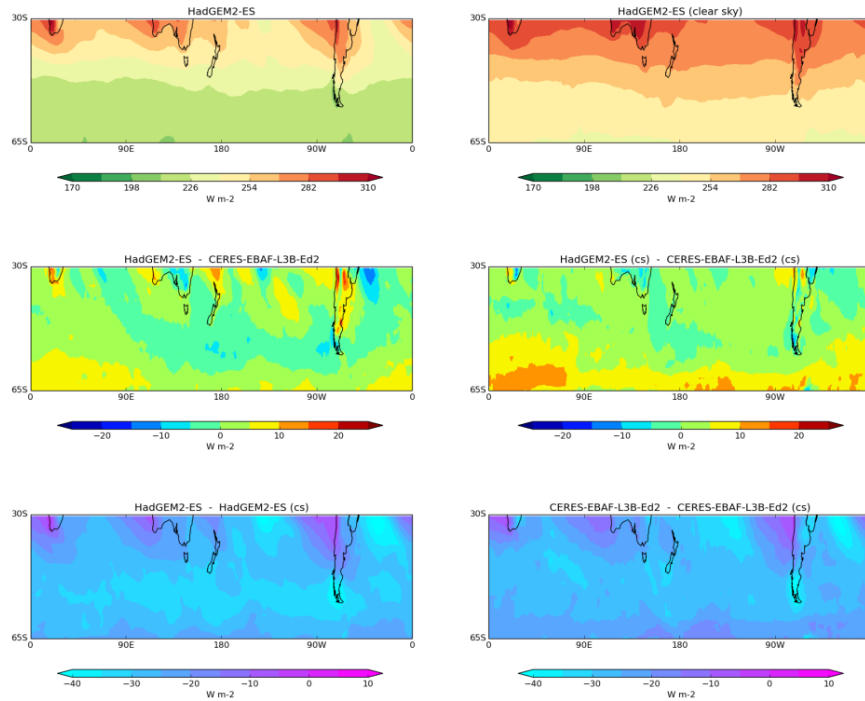 HadGEM2-ES
HadGEM2-ES (clear sky)
30S
30S
65S
65S
0 90E 180 90W 0
0 90E 180 90W
170 198 226 254 282 310
170 198 226 254 282 310
W m-2
W m-2
HadGEM2-ES - CERES-EBAF-L3B-Ed2
HadGEM2-ES (cs) - CERES-EBAF-L3B-Ed2 (cs)
30S
30S
65S
65S
0 90E 180 90W 0
0 90E 180 90W
−20 −10 0 10 20
−20 −10 0 10 20
W m-2
W m-2
HadGEM2-ES - HadGEM2-ES (cs)
CERES-EBAF-L3B-Ed2 - CERES-EBAF-L3B-Ed2 (cs)
30S
30S
65S
65S
0 90E 180 90W 0
0 90E 180 90W
−40 −30 −20 −10 0 10
−40 −30 −20 −10 0 10
W m-2
W m-2